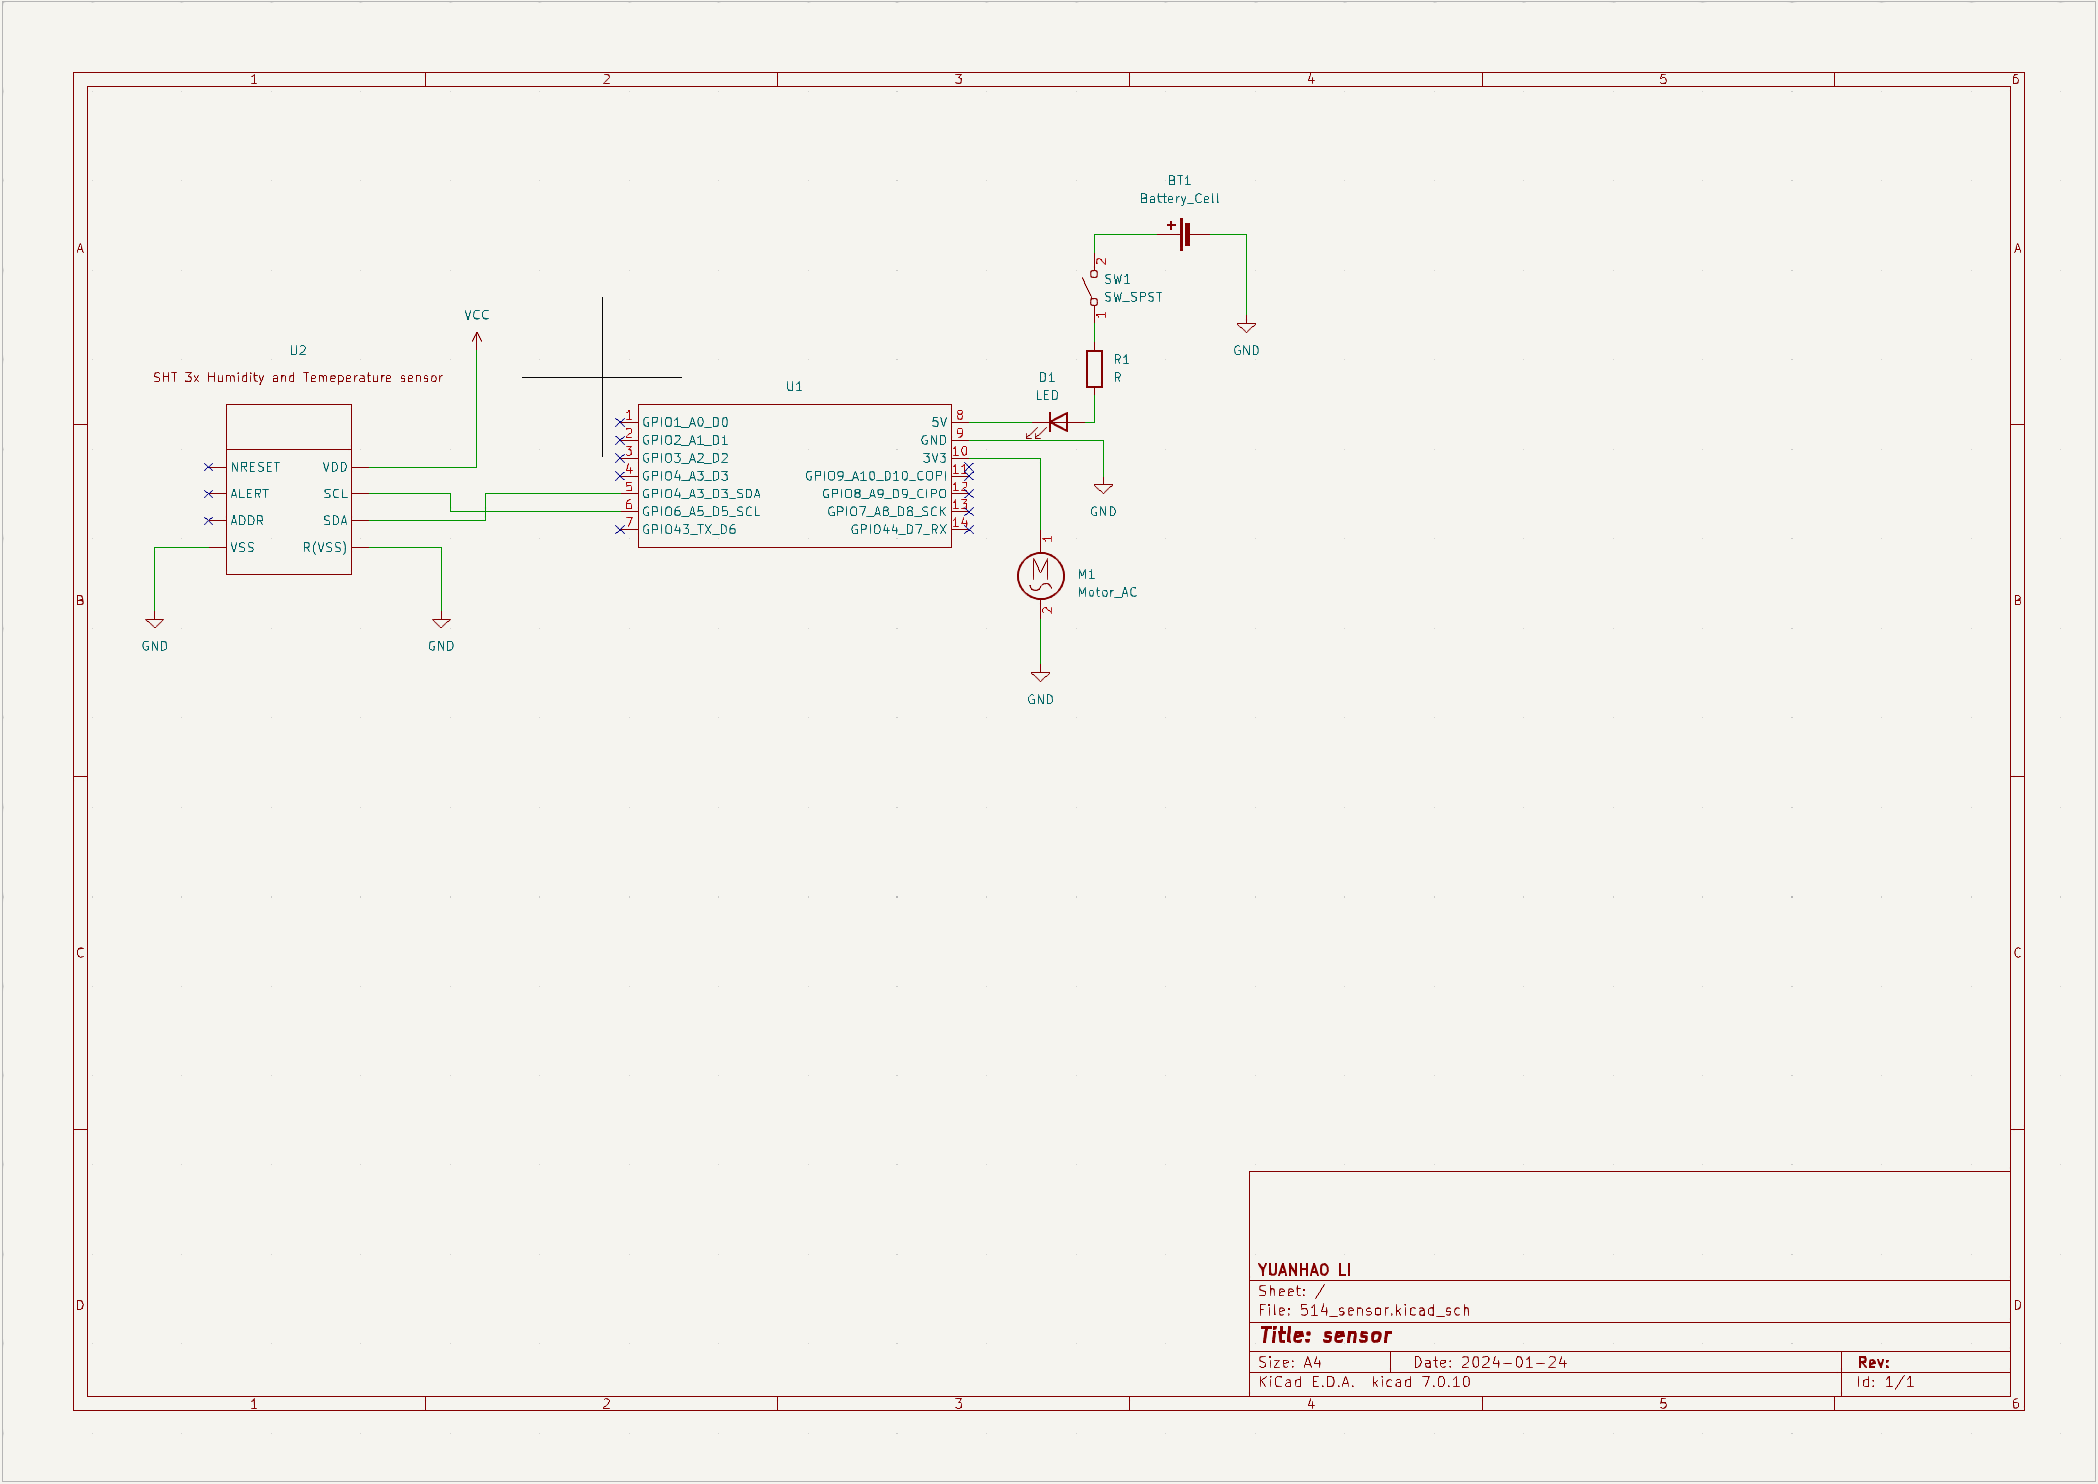 1 2 3 4 5 6
A A
B B
C C
D D
1 2 3 4 5 6
BT1
Battery_Cell
+
2
SW1
SW_SPST
1
GND
R1
R
D1
LED
VCC
U2
SHT 3x Humidity and Temeperature sensor
NRESET
ALERT
ADDR
VSS
VDD
SCL
SDA
R(VSS)
GND
GND
U1
1 GPIO1_A0_D0
2 GPIO2_A1_D1
3 GPIO3_A2_D2
4 GPIO4_A3_D3
5 GPIO4_A3_D3_SDA
6 GPIO6_A5_D5_SCL
7 GPIO43_TX_D6
5V 8
GND 9
3V3 10
GPIO9_A10_D10_COPI 11
GPIO8_A9_D9_CIPO 12
GPIO7_A8_D8_SCK 13
GPIO44_D7_RX 14
GND
1
M
M1
Motor_AC
2
GND
YUANHAO LI
Sheet: /
File: 514_sensor.kicad_sch
Title: sensor
Size: A4 Date: 2024-01-24 Rev:
KiCad E.D.A. kicad 7.0.10 Id: 1/1